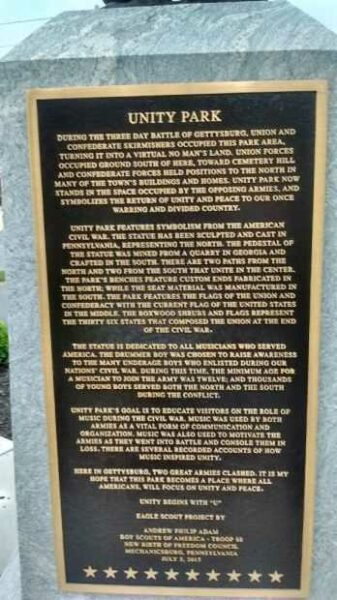 UNITY PARK
DURING THE THREE DAY BATTLE OF GETTYSBURG, UNION AND
CONFEDERATE SKIRMISHERS OCCUPIED THIS PARK AREA,
TURNING IT INTO A VIRTUAL NO MAN'S LAND. UNION FORCES
OCCUPIED GROUND SOUTH OF HERE, TOWARD CEMETERY HILL
AND CONFEDERATE FORCES HELD POSITIONS TO THE NORTH IN
MANY OF THE TOWN'S BUILDINGS AND HOMES. UNITY PARK NOW
STANDS IN THE SPACE OCCUPIED BY THE OPPOSING ARMIES, AND
SYMBOLIZES THE RETURN OF UNITY AND PEACE TO OUR ONCE
WARRING AND DIVIDED COUNTRY.
UNITY PARK FEATURES SYMBOLISM FROM THE AMERICAN
CIVIL WAR. THE STATUE HAS BEEN SCULPTED AND CAST IN
PENNSYLVANIA, REPRESENTING THE NORTH. THE PEDESTAL OF
THE STATUE WAS MINED FROM A QUARRY IN GEORGIA AND
CRAFTED IN THE SOUTH. THERE ARE TWO PATHS FROM THE
NORTH AND TWO FROM THE SOUTH THAT UNITE IN THE CENTER.
THE PARK'S BENCHES FEATURE CUSTOM ENDS FABRICATED IN
THE NORTH; WHILE THE SEAT MATERIAL WAS MANUFACTURED IN
THE SOUTH. THE PARK FEATURES THE FLAGS OF THE UNION AND
CONFEDERACY WITH THE CURRENT FLAG OF THE UNITED STATES
IN THE MIDDLE. THE BOXWOOD SHRUBS AND FLAGS REPRESENT
THE THIRTY SIX STATES THAT COMPOSED THE UNION AT THE END
OF THE CIVIL WAR.
THE STATUE IS DEDICATED TO ALL MUSICIANS WHO SERVED
AMERICA. THE DRUMMER BOY WAS CHOSEN TO RAISE AWARENESS
TO THE MANY UNDERAGE BOYS WHO ENLISTED DURING OUR
NATIONS' CIVIL WAR. DURING THIS TIME, THE MINIMUM AGE FOR
A MUSICIAN TO JOIN THE ARMY WAS TWELVE; AND THOUSANDS
OF YOUNG BOYS SERVED BOTH THE NORTH AND THE SOUTH
DURING THE CONFLICT.
UNITY PARK'S GOAL IS TO EDUCATE VISITORS ON THE ROLE OF
MUSIC DURING THE CIVIL WAR. MUSIC WAS USED BY BOTH
ARMIES AS A VITAL FORM OF COMMUNICATION AND
ORGANIZATION. MUSIC WAS ALSO USED TO MOTIVATE THE
ARMIES AS THEY WENT INTO BATTLE AND CONSOLE THEM IN
LOSS. THERE ARE SEVERAL RECORDED ACCOUNTS OF HOW
MUSIC INSPIRED UNITY.
HERE IN GETTYSBURG, TWO GREAT ARMIES CLASHED. IT IS MY
HOPE THAT THIS PARK BECOMES A PLACE WHERE ALL
AMERICANS, WILL FOCUS ON UNITY AND PEACE.
UNITY BEGINS WITH "U"
EAGLE SCOUT PROJECT BY
ANDREW PHILIP ADAM
BOY SCOUTS OF AMERICA - TROOP 68
NEW BIRTH OF FREEDOM COUNCIL
MECHANICSBURG, PENNSYLVANIA
JULY 2, 2013